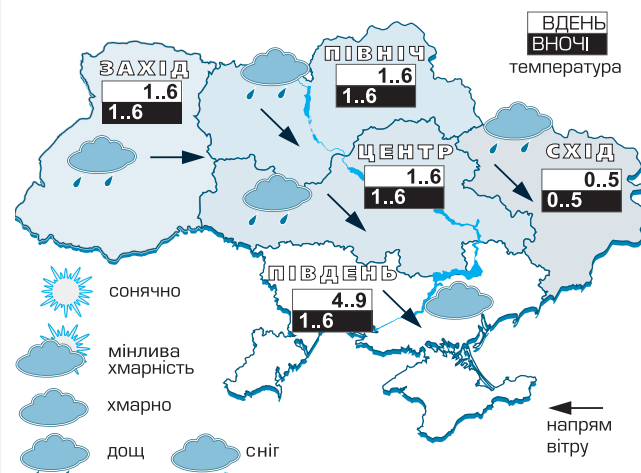 ВДЕНЬ
ВНОЧІ
температура
ЗАХІД
1..6
1..6
ПІВНІЧ
1..6
1..6
ЦЕНТР
1..6
1..6
СХІД
0..5
0..5
ПІВДЕНЬ
4..9
1..6
сонячно
мінлива
хмарність
хмарно
дощ
сніг
напрям
вітру